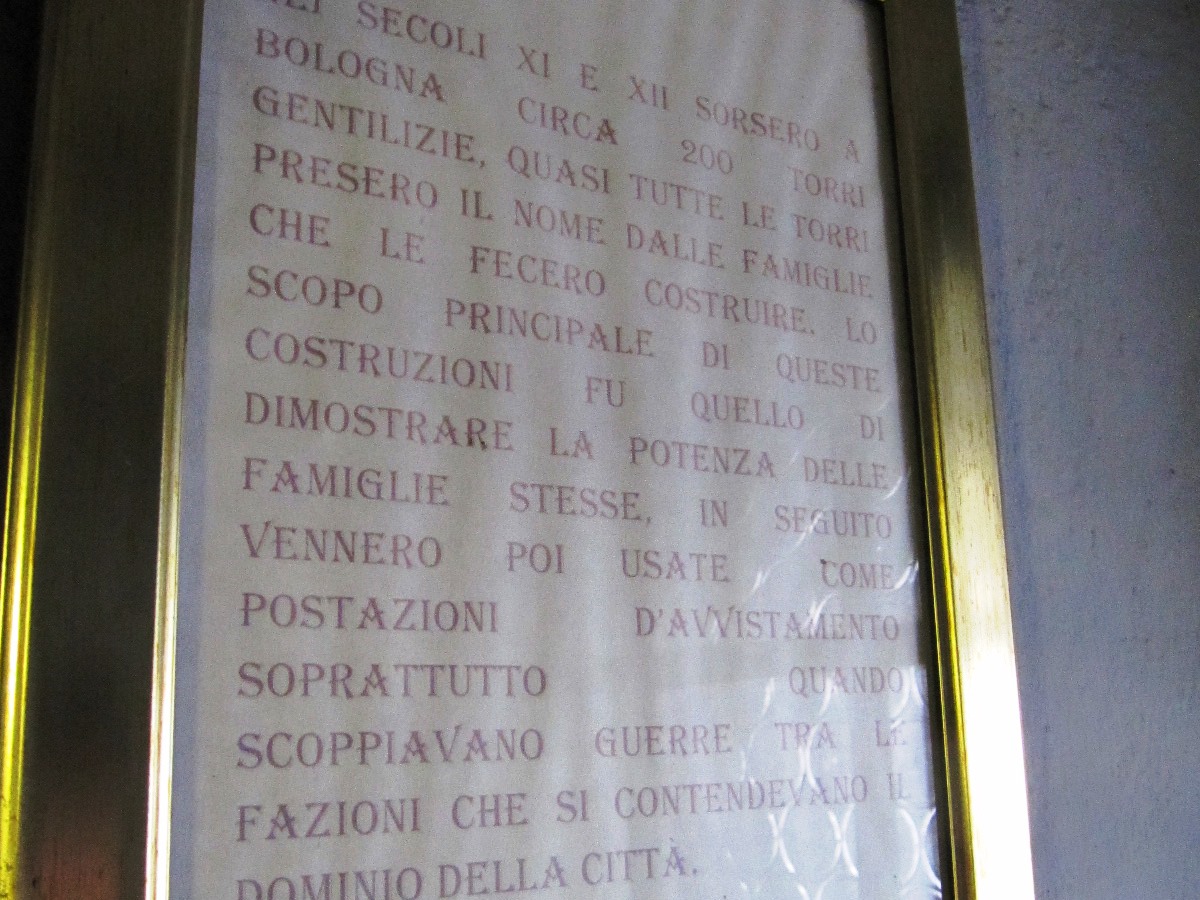 SECOLI XI E XII SORSERO A
BOLOGNA CIRCA 200 TORRI
GENTILIZIE, QUASI TUTTE LE TORRI
PRESERO IL NOME DALLE FAMIGLIE
CHE LE FECERO COSTRUIRE. LO
SCOPO PRINCIPALE DI QUESTE
COSTRUZIONI FU QUELLO DI
DIMOSTRARE LA POTENZA DELLE
FAMIGLIE STESSE, IN SEGUITO
VENNERO POI USATE COME
POSTAZIONI D'AVVISTAMENTO
SOPRATTUTTO QUANDO
SCOPPIAVANO GUERRE TRA LE
FAZIONI CHE SI CONTENDEVANO IL
DOMINIO DELLA CITTÀ.